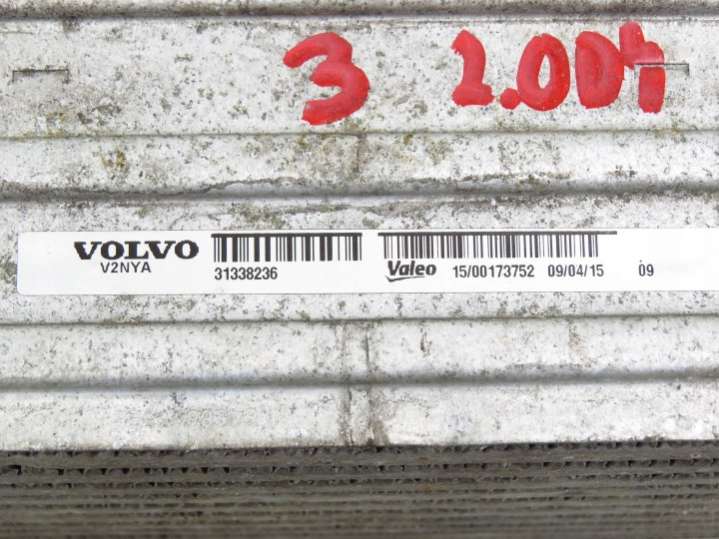 3 2.0D4
VOLVO
V2NYA
31338236
Valeo 15/00173752 09/04/15 09